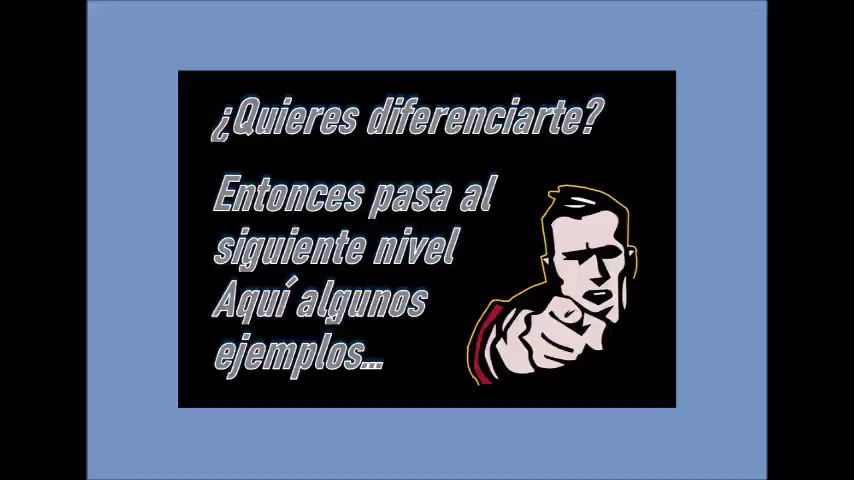 ¿Quieres diferenciarte?
Entonces pasa al
siguiente nivel
Aquí algunos
ejemplos...